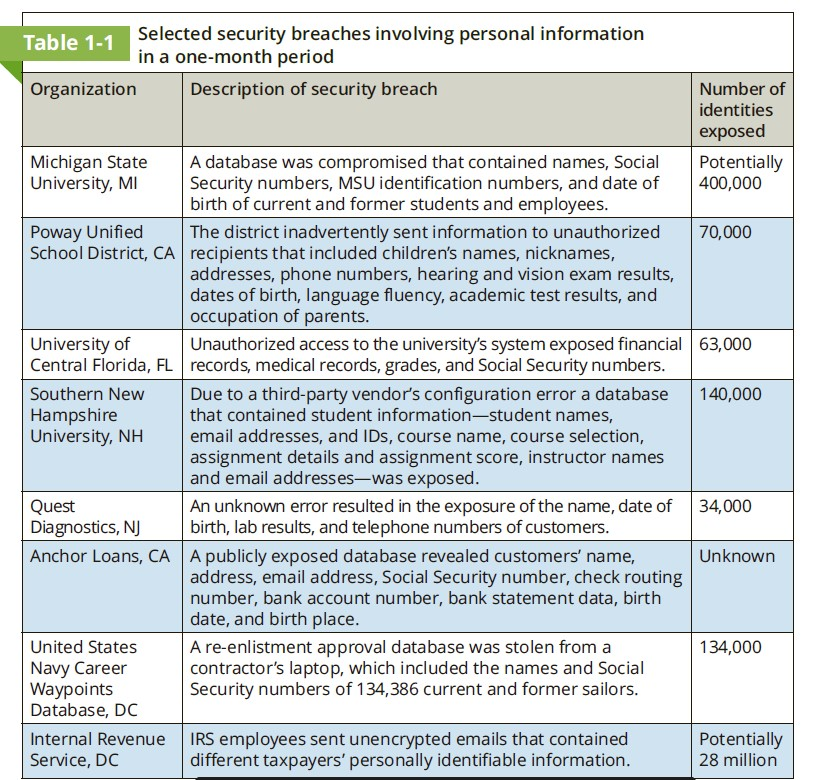 Table 1-1
Selected security breaches involving personal information
in a one-month period
Organization
Description of security breach
Number of
identities
exposed
Michigan State
University, MI
A database was compromised that contained names, Social
Security numbers, MSU identification numbers, and date of
birth of current and former students and employees.
Potentially
400,000
Poway Unified
School District, CA
The district inadvertently sent information to unauthorized
recipients that included children’s names, nicknames,
addresses, phone numbers, hearing and vision exam results,
dates of birth, language fluency, academic test results, and
occupation of parents.
70,000
University of
Central Florida, FL
Unauthorized access to the university’s system exposed financial
records, medical records, grades, and Social Security numbers.
63,000
Southern New
Hampshire
University, NH
Due to a third-party vendor’s configuration error a database
that contained student information—student names,
email addresses, and IDs, course name, course selection,
assignment details and assignment score, instructor names
and email addresses—was exposed.
140,000
Quest
Diagnostics, NJ
An unknown error resulted in the exposure of the name, date of
birth, lab results, and telephone numbers of customers.
34,000
Anchor Loans, CA
A publicly exposed database revealed customers’ name,
address, email address, Social Security number, check routing
number, bank account number, bank statement data, birth
date, and birth place.
Unknown
United States
Navy Career
Waypoints
Database, DC
A re-enlistment approval database was stolen from a
contractor’s laptop, which included the names and Social
Security numbers of 134,386 current and former sailors.
134,000
Internal Revenue
Service, DC
IRS employees sent unencrypted emails that contained
different taxpayers’ personally identifiable information.
Potentially
28 million